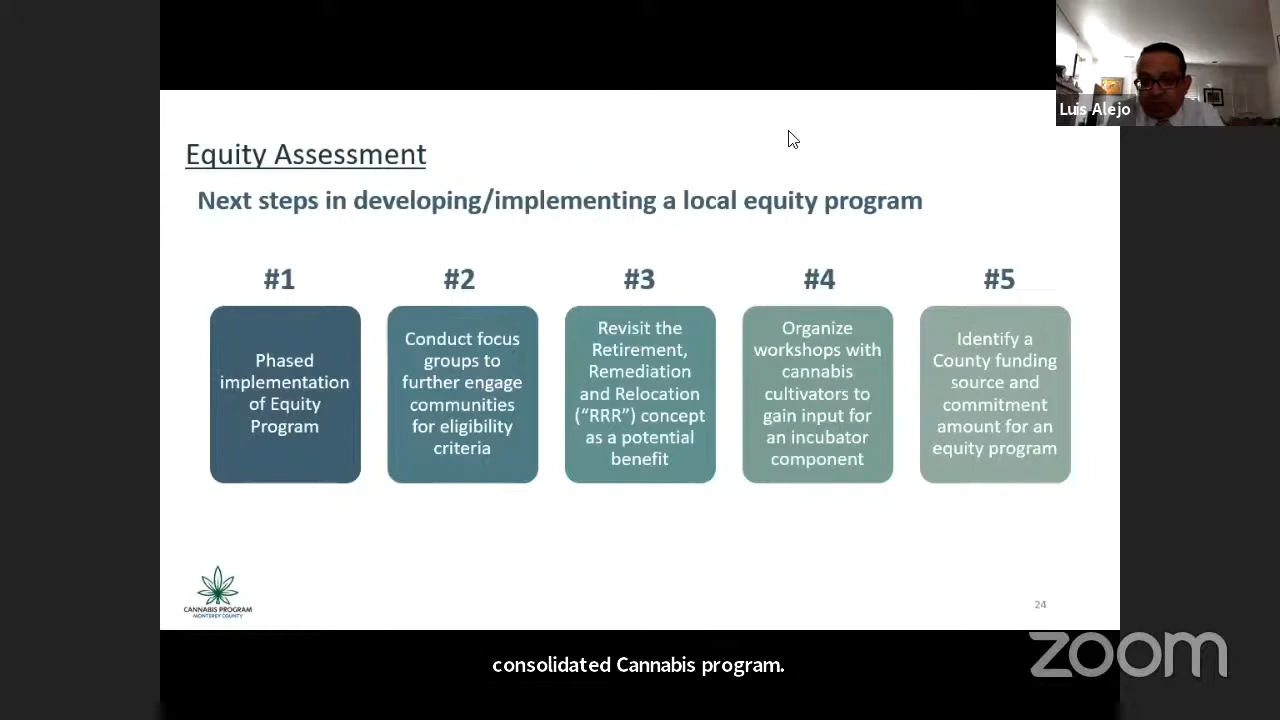 Luis Alejo
Equity Assessment
Next steps in developing/implementing a local equity program
#1
Phased
implementation
of Equity
Program
#2
Conduct focus
groups to
further engage
communities
for eligibility
criteria
#3
Revisit the
Retirement,
Remediation
and Relocation
(“RRR”) concept
as a potential
benefit
#4
Organize
workshops with
cannabis
cultivators to
gain input for
an incubator
component
#5
Identify a
County funding
source and
commitment
amount for an
equity program
CANNABIS PROGRAM
MONTEREY COUNTY
24
zoom
consolidated Cannabis program.